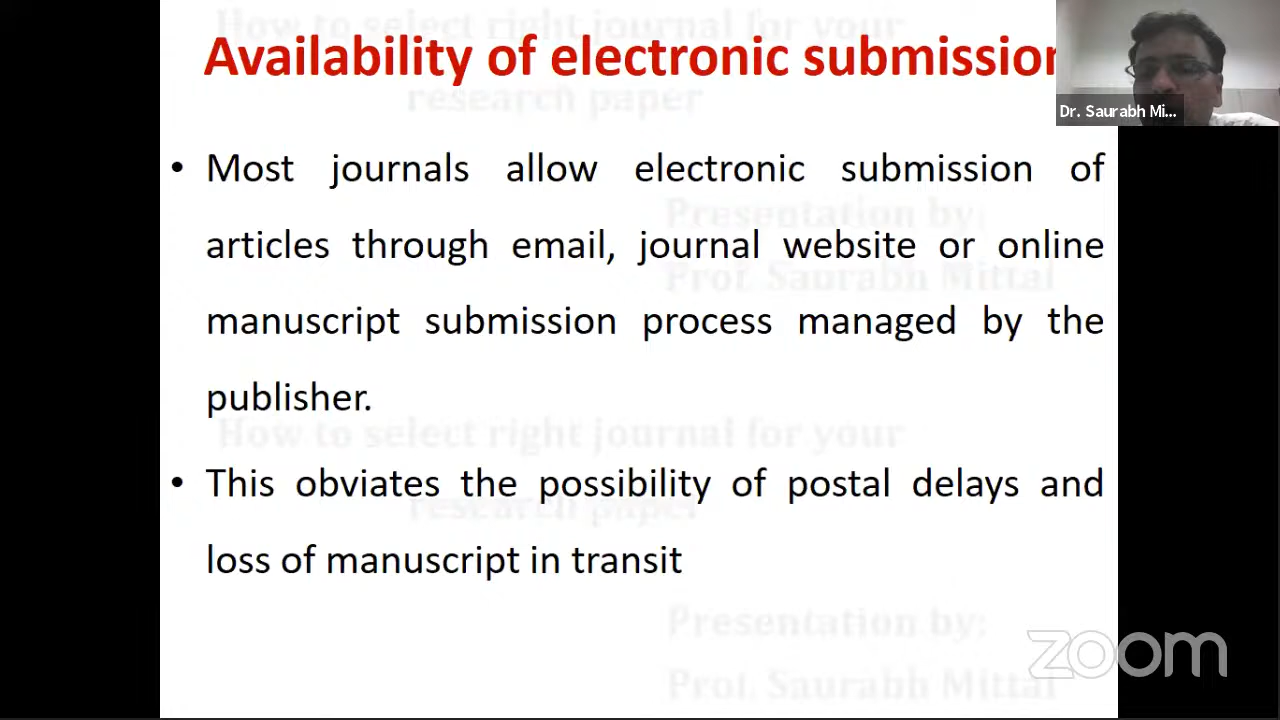 How to select right journal for your
Availability of electronic submission
research paper
Dr. Saurabh Mi...
• Most journals allow electronic submission of
Presentation by:
articles through email, journal website or online
Prof. Saurabh Mittal
manuscript submission process managed by the
publisher.
How to select right journal for your
• This obviates the possibility of postal delays and
research paper
loss of manuscript in transit
Presentation by:
Prof. Saurabh Mittal
zoom